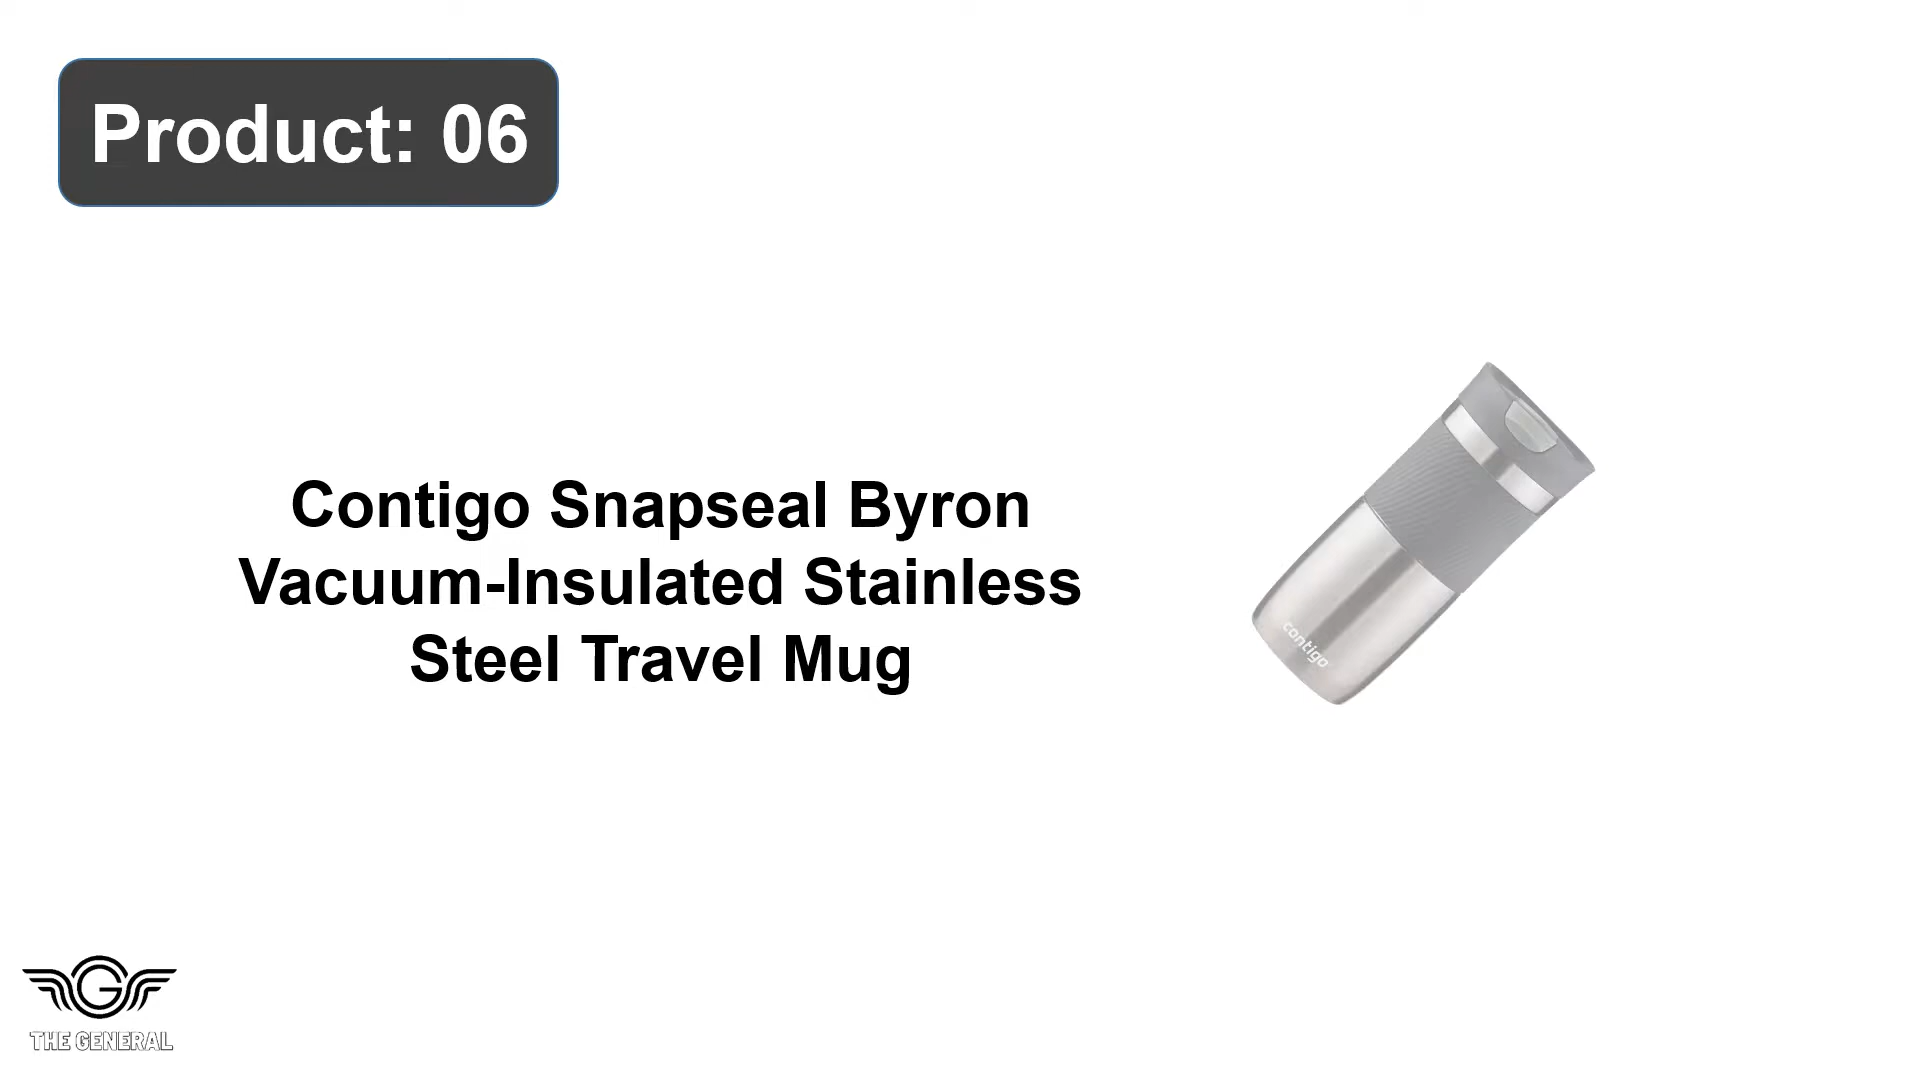 Product: 06
Contigo Snapseal Byron
Vacuum-Insulated Stainless
Steel Travel Mug
contigo
G
THE GENERAL